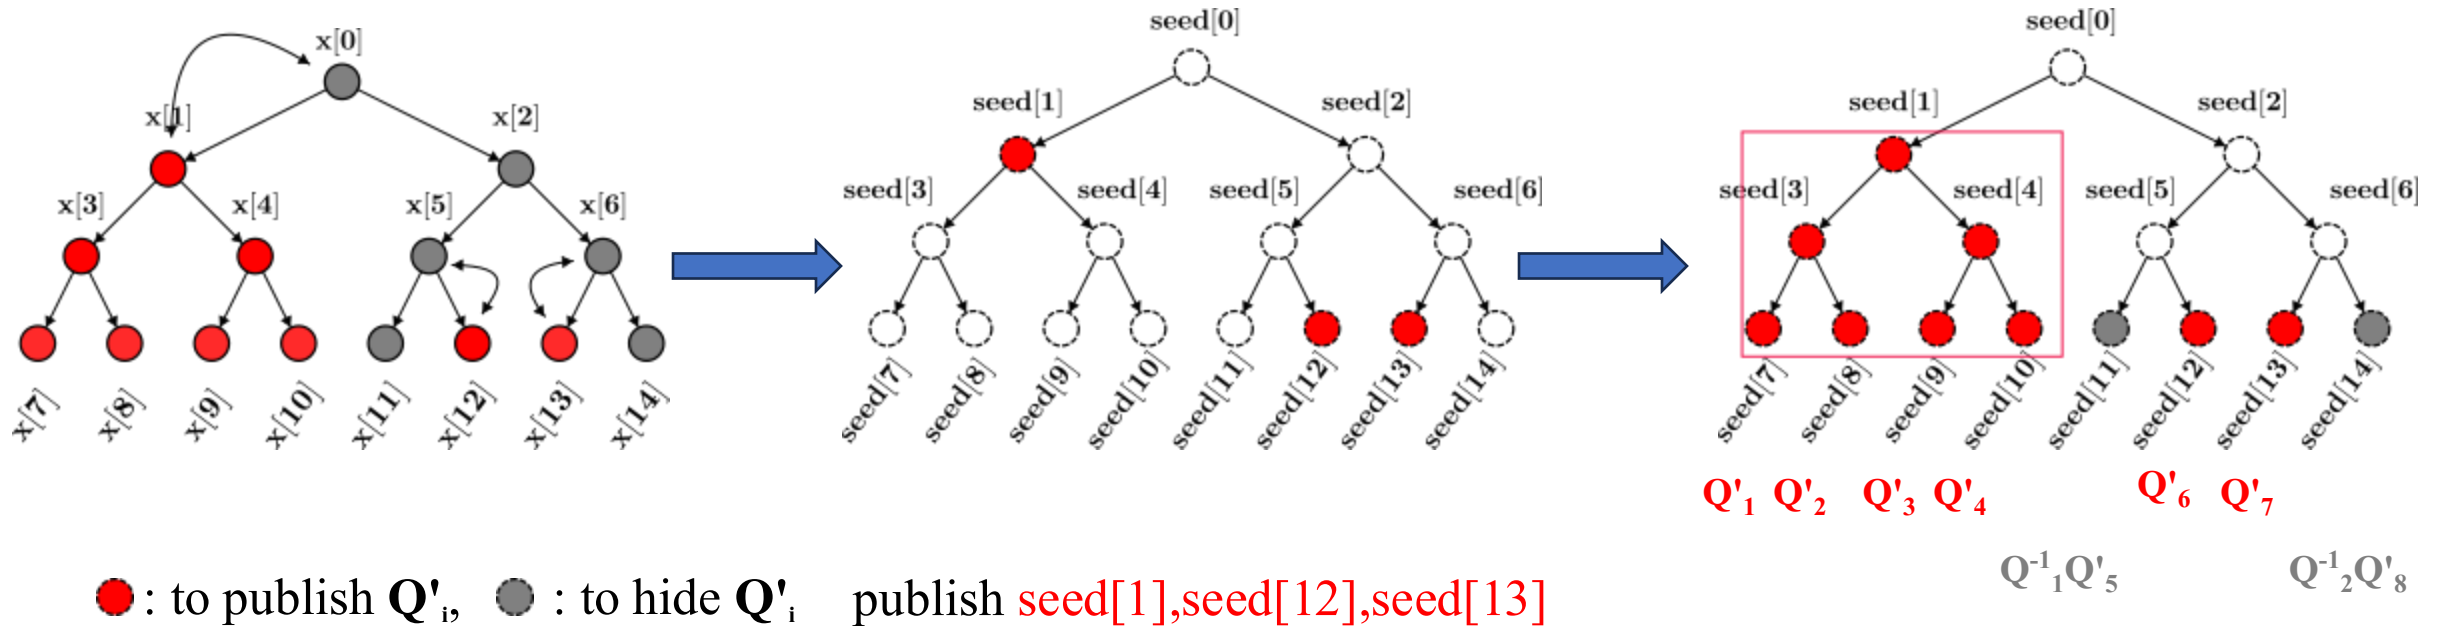 x[0]
x[1]
x[2]
x[3]
x[4]
x[5]
x[6]
x[7]
x[8]
x[9]
x[10]
x[11]
x[12]
x[13]
x[14]
seed[0]
seed[1]
seed[2]
seed[3]
seed[4]
seed[5]
seed[6]
seed[7]
seed[8]
seed[9]
seed[10]
seed[11]
seed[12]
seed[13]
seed[14]
seed[0]
seed[1]
seed[2]
seed[3]
seed[4]
seed[5]
seed[6]
seed[7]
seed[8]
seed[9]
seed[10]
seed[11]
seed[12]
seed[13]
seed[14]
Q'₁ Q'₂ Q'₃ Q'₄ Q'₆ Q'₇
Q⁻¹₁Q'₅ Q⁻¹₂Q'₈
: to publish Q'ᵢ, : to hide Q'ᵢ publish seed[1],seed[12],seed[13]